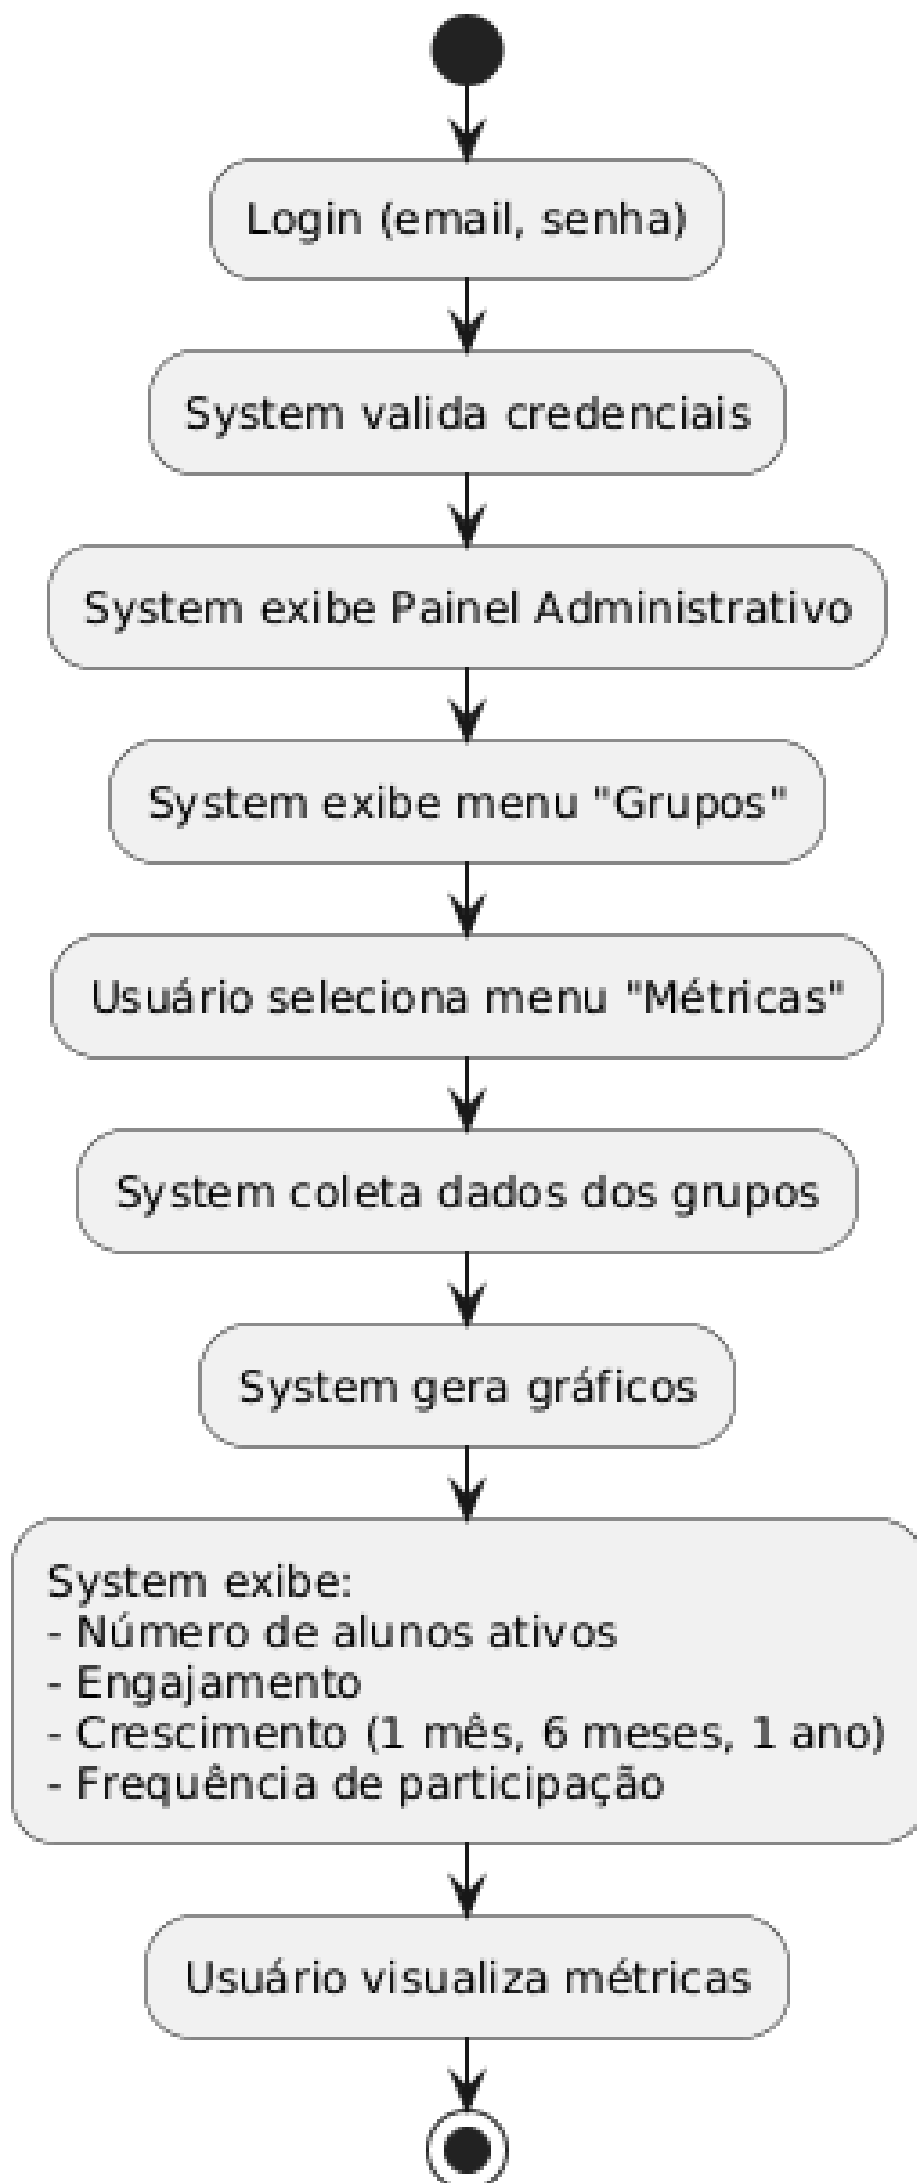 Login (email, senha)
System valida credenciais
System exibe Painel Administrativo
System exibe menu "Grupos"
Usuário seleciona menu "Métricas"
System coleta dados dos grupos
System gera gráficos
System exibe:
- Número de alunos ativos
- Engajamento
- Crescimento (1 mês, 6 meses, 1 ano)
- Frequência de participação
Usuário visualiza métricas